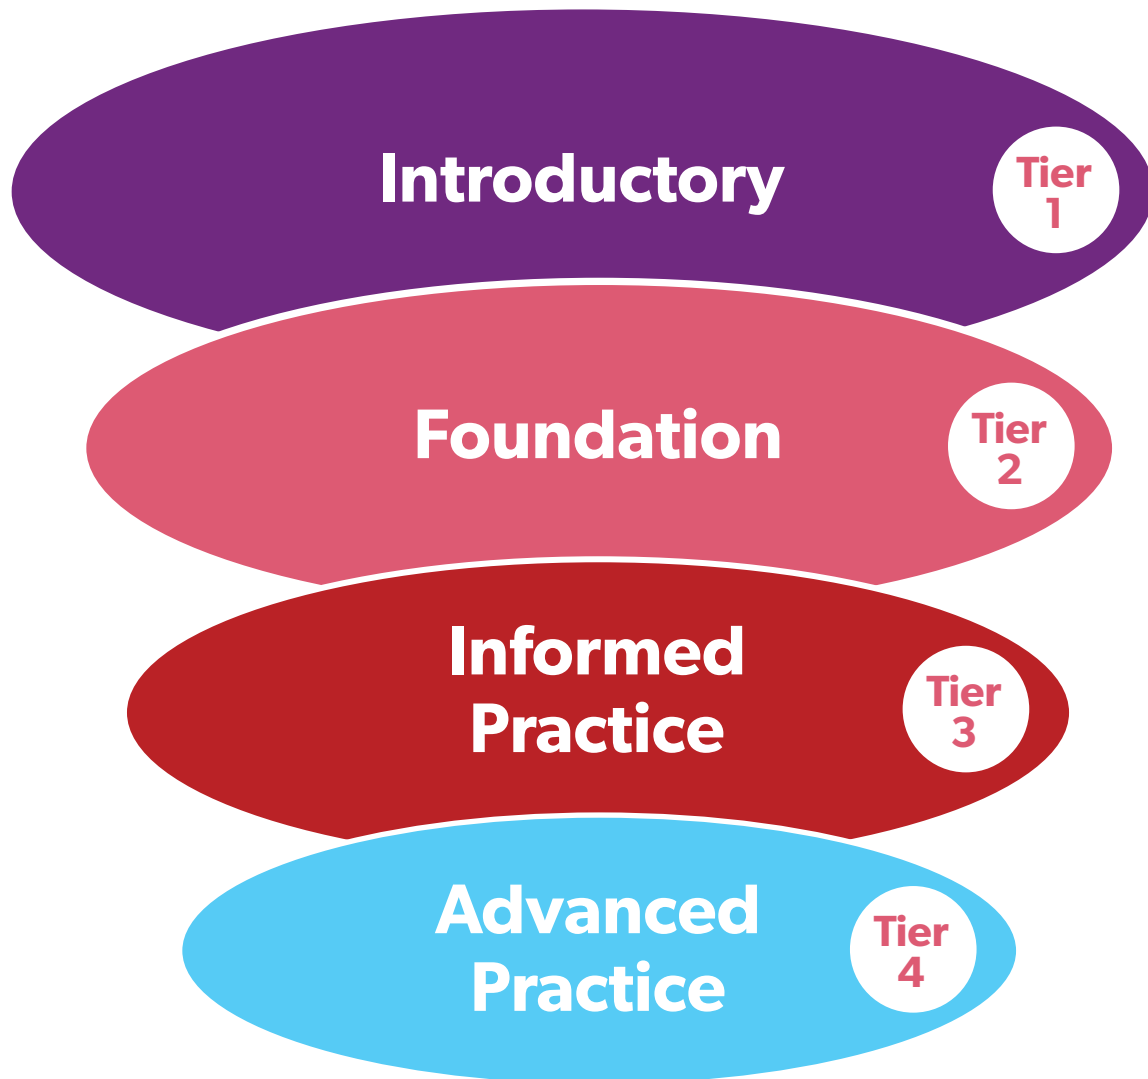 Introductory
Tier
1
Foundation
Tier
2
Informed
Practice
Tier
3
Advanced
Practice
Tier
4